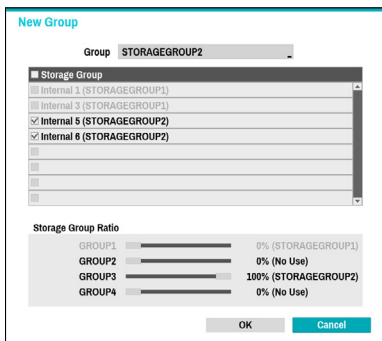 New Group
Group STORAGEGROUP2
Storage Group
Internal 1 (STORAGEGROUP1)
Internal 3 (STORAGEGROUP1)
Internal 5 (STORAGEGROUP2)
Internal 6 (STORAGEGROUP2)
Storage Group Ratio
GROUP1 0% (STORAGEGROUP1)
GROUP2 0% (No Use)
GROUP3 100% (STORAGEGROUP2)
GROUP4 0% (No Use)
OK Cancel